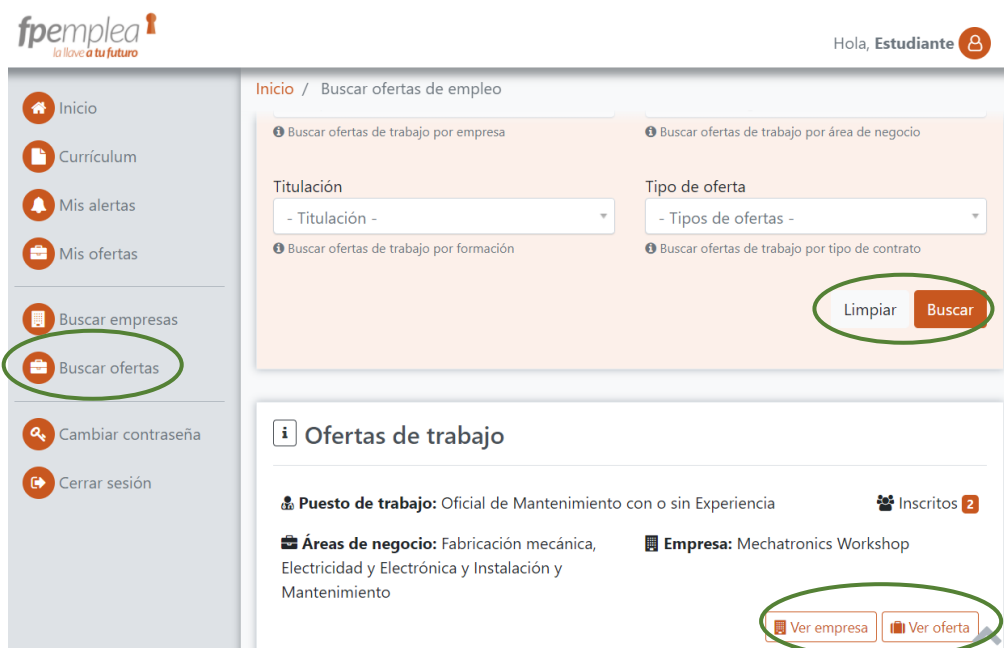 fpemplea
la llave a tu futuro
Hola, Estudiante
Inicio
Currículum
Mis alertas
Mis ofertas
Buscar empresas
Buscar ofertas
Cambiar contraseña
Cerrar sesión
Inicio / Buscar ofertas de empleo
Buscar ofertas de trabajo por empresa
Buscar ofertas de trabajo por área de negocio
Titulación
- Titulación -
Buscar ofertas de trabajo por formación
Tipo de oferta
- Tipos de ofertas -
Buscar ofertas de trabajo por tipo de contrato
Limpiar
Buscar
Ofertas de trabajo
Puesto de trabajo: Oficial de Mantenimiento con o sin Experiencia
Inscritos 2
Áreas de negocio: Fabricación mecánica,
Electricidad y Electrónica y Instalación y
Mantenimiento
Empresa: Mechatronics Workshop
Ver empresa
Ver oferta